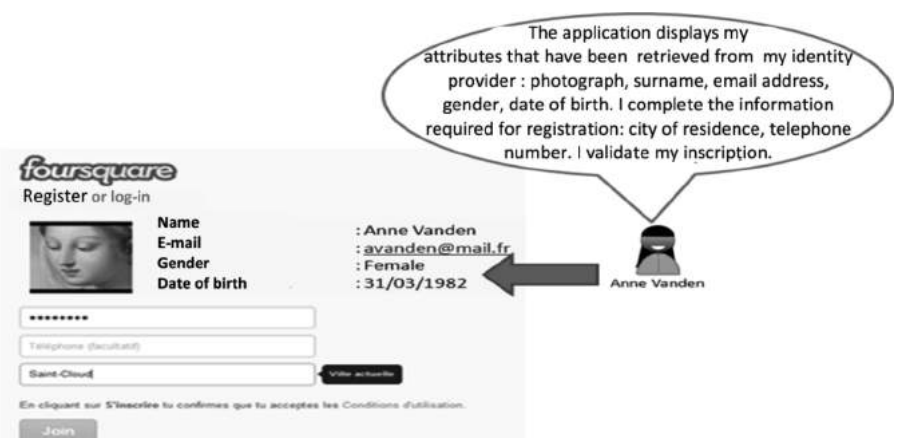 The application displays my
attributes that have been retrieved from my identity
provider : photograph, surname, email address,
gender, date of birth. I complete the information
required for registration: city of residence, telephone
number. I validate my inscription.
foursquare
Register or log-in
Name : Anne Vanden
E-mail : avanden@mail.fr
Gender : Female
Date of birth : 31/03/1982
Anne Vanden
••••••••
Téléphone (facultatif)
Saint-Cloud
Ville actuelle
En cliquant sur S'inscrire tu confirmes que tu acceptes les Conditions d'utilisation.
Join